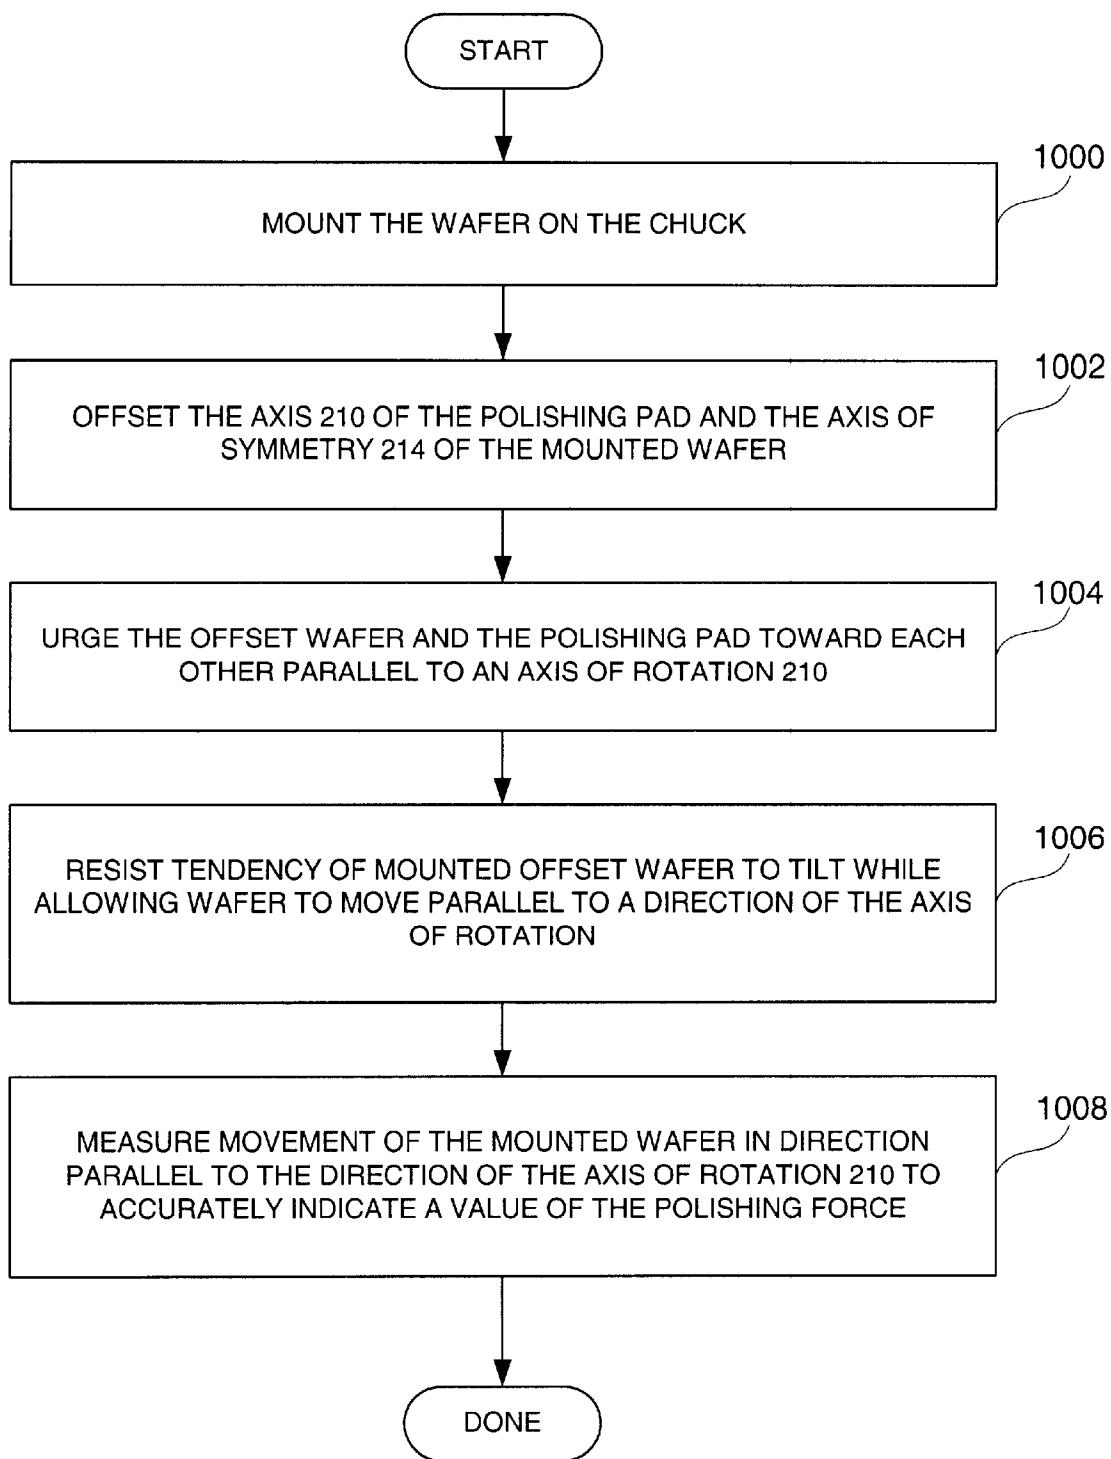 START
1000
MOUNT THE WAFER ON THE CHUCK
1002
OFFSET THE AXIS 210 OF THE POLISHING PAD AND THE AXIS OF
SYMMETRY 214 OF THE MOUNTED WAFER
1004
URGE THE OFFSET WAFER AND THE POLISHING PAD TOWARD EACH
OTHER PARALLEL TO AN AXIS OF ROTATION 210
1006
RESIST TENDENCY OF MOUNTED OFFSET WAFER TO TILT WHILE
ALLOWING WAFER TO MOVE PARALLEL TO A DIRECTION OF THE AXIS
OF ROTATION
1008
MEASURE MOVEMENT OF THE MOUNTED WAFER IN DIRECTION
PARALLEL TO THE DIRECTION OF THE AXIS OF ROTATION 210 TO
ACCURATELY INDICATE A VALUE OF THE POLISHING FORCE
DONE